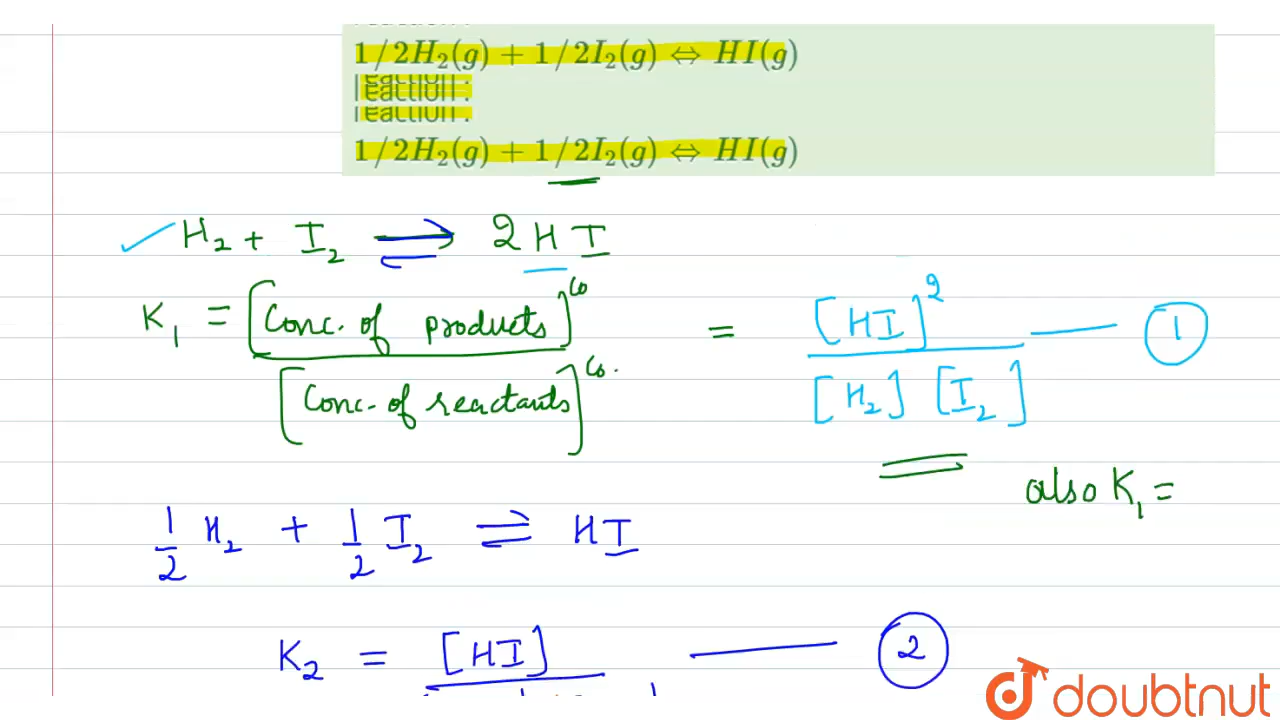 1/2H₂(g) + 1/2I₂(g) ⇔ HI(g)
reaction :
reaction :
1/2H₂(g) + 1/2I₂(g) ⇔ HI(g)
✓ H₂ + I₂ ⇌ 2HI
K₁ = [Conc. of products]^Co / [Conc. of reactants]^Co. = [HI]² / [H₂] [I₂] — ①
also K₁ =
1/2 H₂ + 1/2 I₂ ⇌ HI
K₂ = [HI] — ②
doubtnut